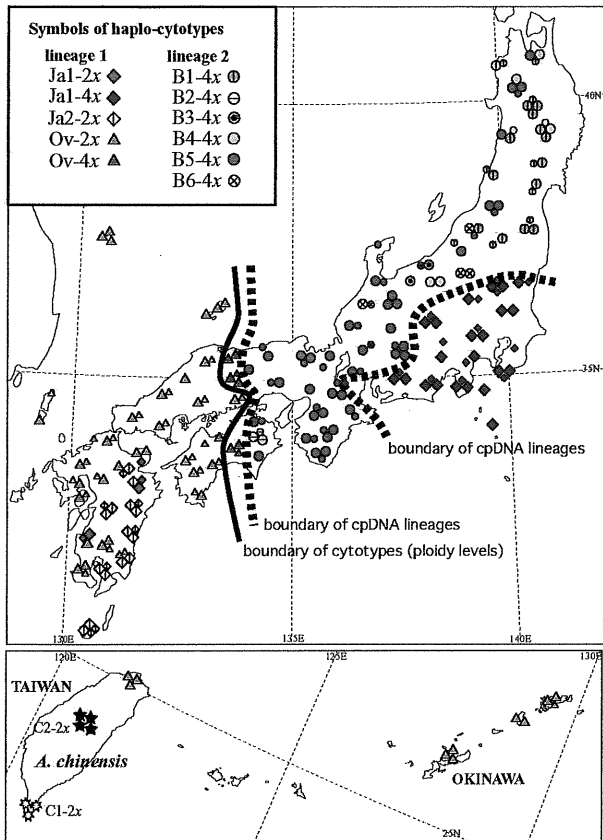 Symbols of haplo-cytotypes
lineage 1
Ja1-2x
Ja1-4x
Ja2-2x
Ov-2x
Ov-4x
lineage 2
B1-4x
B2-4x
B3-4x
B4-4x
B5-4x
B6-4x
140E
40N
35N
boundary of cpDNA lineages
boundary of cpDNA lineages
boundary of cytotypes (ploidy levels)
130E
135E
140E
120E
125E
130E
TAIWAN
C2-2x
A. chinensis
C1-2x
OKINAWA
25N